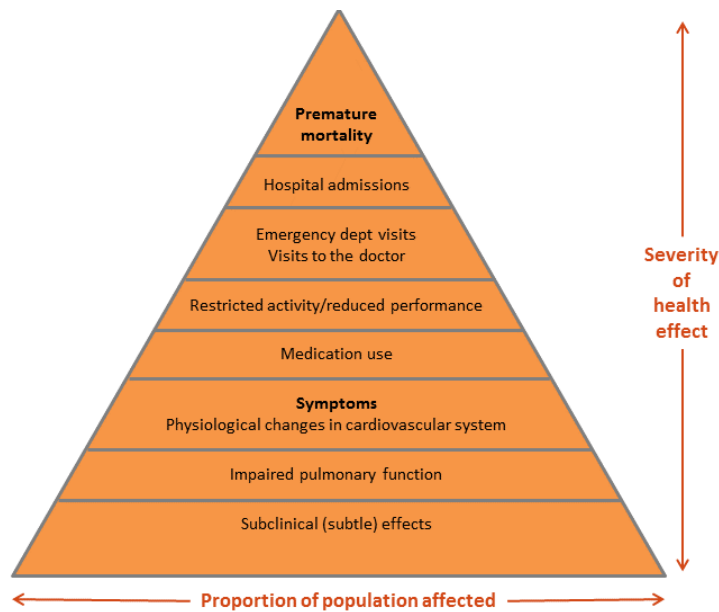 Premature
mortality
Hospital admissions
Emergency dept visits
Visits to the doctor
Restricted activity/reduced performance
Medication use
Symptoms
Physiological changes in cardiovascular system
Impaired pulmonary function
Subclinical (subtle) effects
Severity
of
health
effect
Proportion of population affected